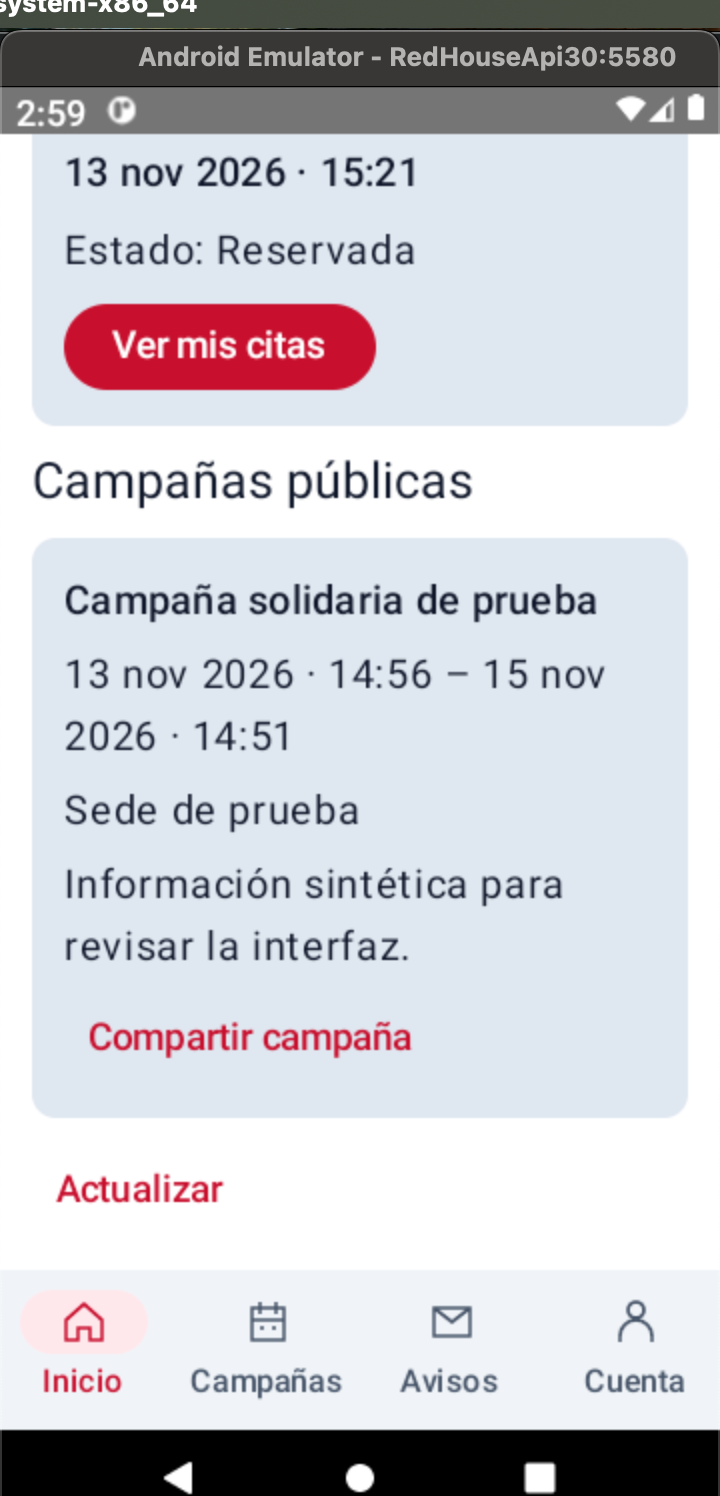 system-x86_64
Android Emulator - RedHouseApi30:5580
2:59
13 nov 2026 · 15:21
Estado: Reservada
Ver mis citas
Campañas públicas
Campaña solidaria de prueba
13 nov 2026 · 14:56 – 15 nov
2026 · 14:51
Sede de prueba
Información sintética para
revisar la interfaz.
Compartir campaña
Actualizar
Inicio
Campañas
Avisos
Cuenta